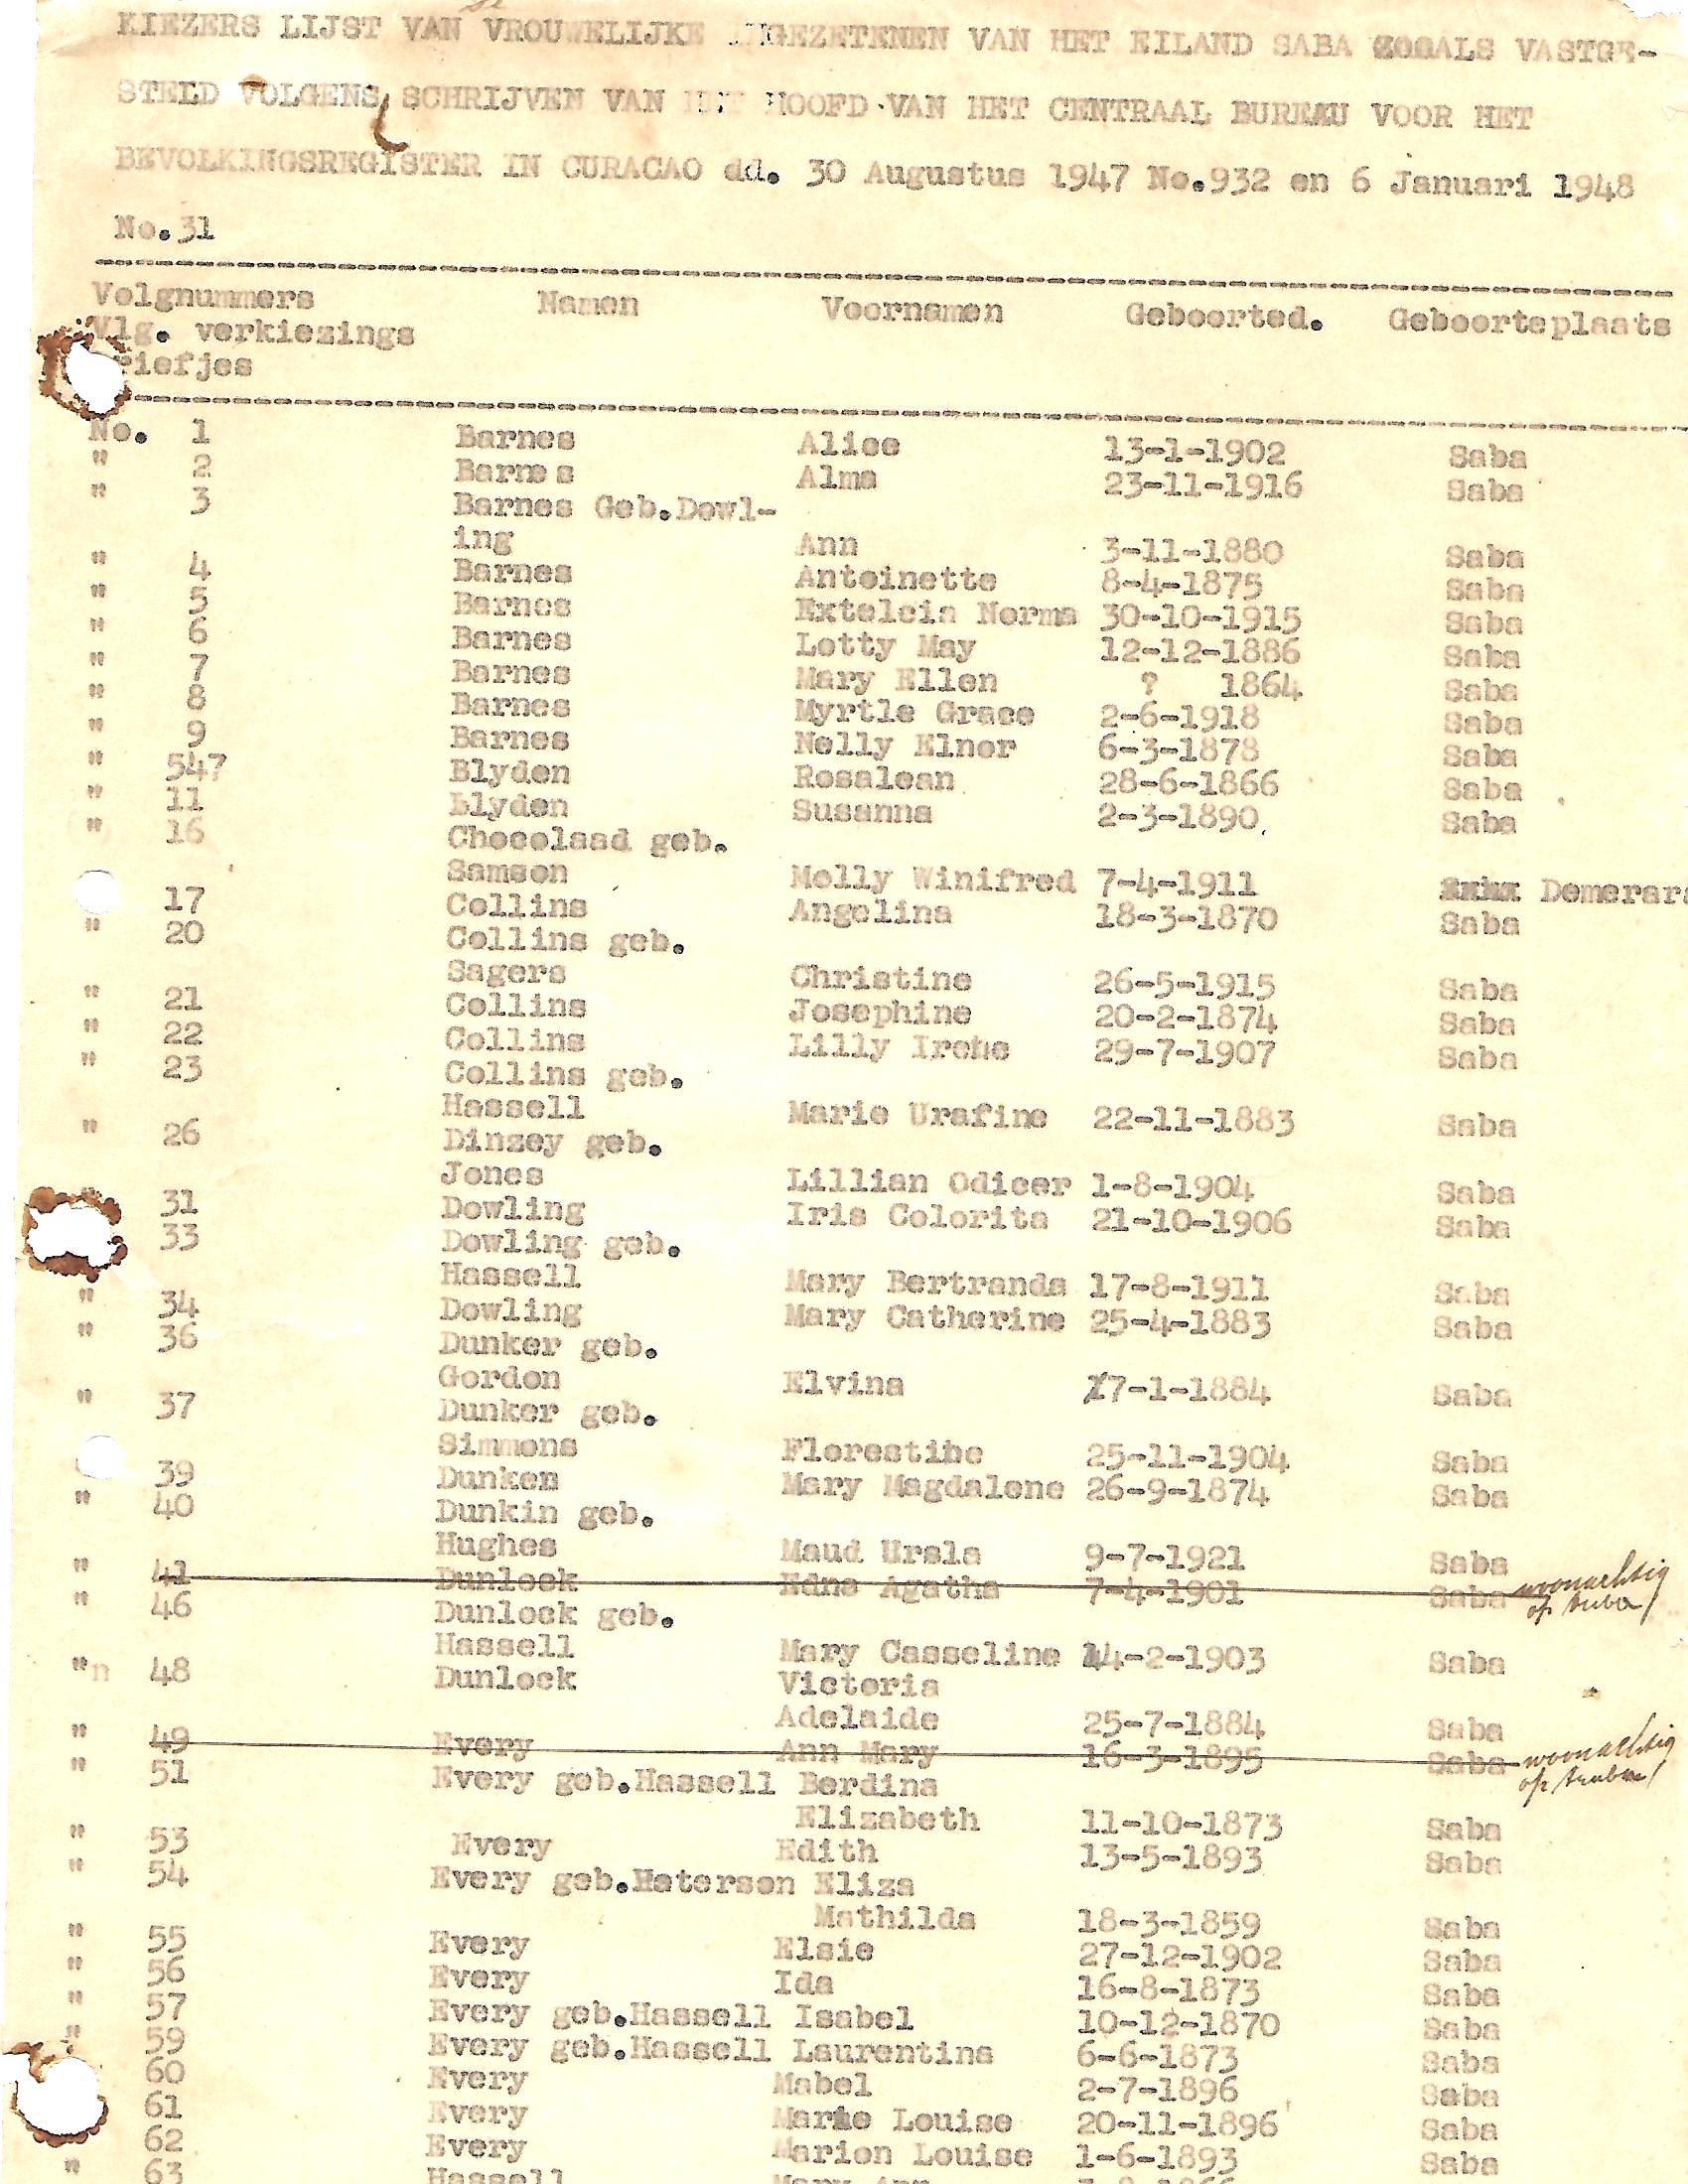 KIEZERS LIJST VAN VROUWELIJKE INGEZETENEN VAN HET EILAND SABA ZOOALS VASTGE-
STELD VOLGENS SCHRIJVEN VAN HET HOOFD VAN HET CENTRAAL BUREAU VOOR HET
BEVOLKINGSREGISTER IN CURACAO dd. 30 Augustus 1947 No.932 en 6 Januari 1948
No.31
Volgnummers Namen Voornamen Geboorted. Geboorteplaats
Vlg. verkiezings
riefjes
No. 1 Barnes Alice 13-1-1902 Saba
" 2 Barnes Alma 23-11-1916 Saba
" 3 Barnes Geb.Dowl-
ing Ann 3-11-1880 Saba
" 4 Barnes Antoinette 8-4-1875 Saba
" 5 Barnes Extelcia Norma 30-10-1915 Saba
" 6 Barnes Lotty May 12-12-1886 Saba
" 7 Barnes Mary Ellen ? 1864 Saba
" 8 Barnes Myrtle Grace 2-6-1918 Saba
" 9 Barnes Nelly Elnor 6-3-1878 Saba
" 547 Blyden Rosalean 28-6-1866 Saba
" 11 Blyden Susanna 2-3-1890 Saba
" 16 Chocolaad geb.
Samson Molly Winifred 7-4-1911 Demerara
17 Collins Angelina 18-3-1870 Saba
" 20 Collins geb.
Sagers Christine 26-5-1915 Saba
" 21 Collins Josephine 20-2-1874 Saba
" 22 Collins Lilly Irene 29-7-1907 Saba
" 23 Collins geb.
Hassell Marie Urafine 22-11-1883 Saba
" 26 Dinzey geb.
Jones Lillian Odicer 1-8-1904 Saba
" 31 Dowling Iris Colorita 21-10-1906 Saba
33 Dowling geb.
Hassell Mary Bertranda 17-8-1911 Saba
" 34 Dowling Mary Catherine 25-4-1883 Saba
" 36 Dunker geb.
Gordon Elvina 17-1-1884 Saba
" 37 Dunker geb.
Simmons Florestine 25-11-1904 Saba
39 Dunken Mary Magdalene 26-9-1874 Saba
" 40 Dunkin geb.
Hughes Maud Ursla 9-7-1921 Saba
" 41 Dunlock Edna Agatha 7-4-1901 Saba woonachtig
op Aruba
" 46 Dunlock geb.
Hassell Mary Casseline 14-2-1903 Saba
"n 48 Dunlock Victoria
Adelaide 25-7-1884 Saba
" 49 Every Ann Mary 16-3-1895 Saba woonachtig
op Aruba
" 51 Every geb.Hassell Berdina
Elizabeth 11-10-1873 Saba
" 53 Every Edith 13-5-1893 Saba
" 54 Every geb.Heterson Eliza
Mathilda 18-3-1859 Saba
" 55 Every Elsie 27-12-1902 Saba
" 56 Every Ida 16-8-1873 Saba
" 57 Every geb.Hassell Isabel 10-12-1870 Saba
" 59 Every geb.Hassell Laurentina 6-6-1873 Saba
60 Every Mabel 2-7-1896 Saba
61 Every Marie Louise 20-11-1896 Saba
62 Every Marion Louise 1-6-1893 Saba
" 63 Hassell Mary Ann